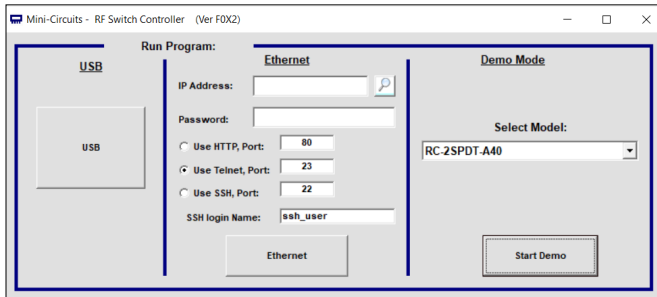 Mini-Circuits - RF Switch Controller (Ver F0X2)
Run Program:
USB
USB
Ethernet
IP Address:
Password:
Use HTTP, Port: 80
Use Telnet, Port: 23
Use SSH, Port: 22
SSH login Name: ssh_user
Ethernet
Demo Mode
Select Model:
RC-2SPDT-A40
Start Demo